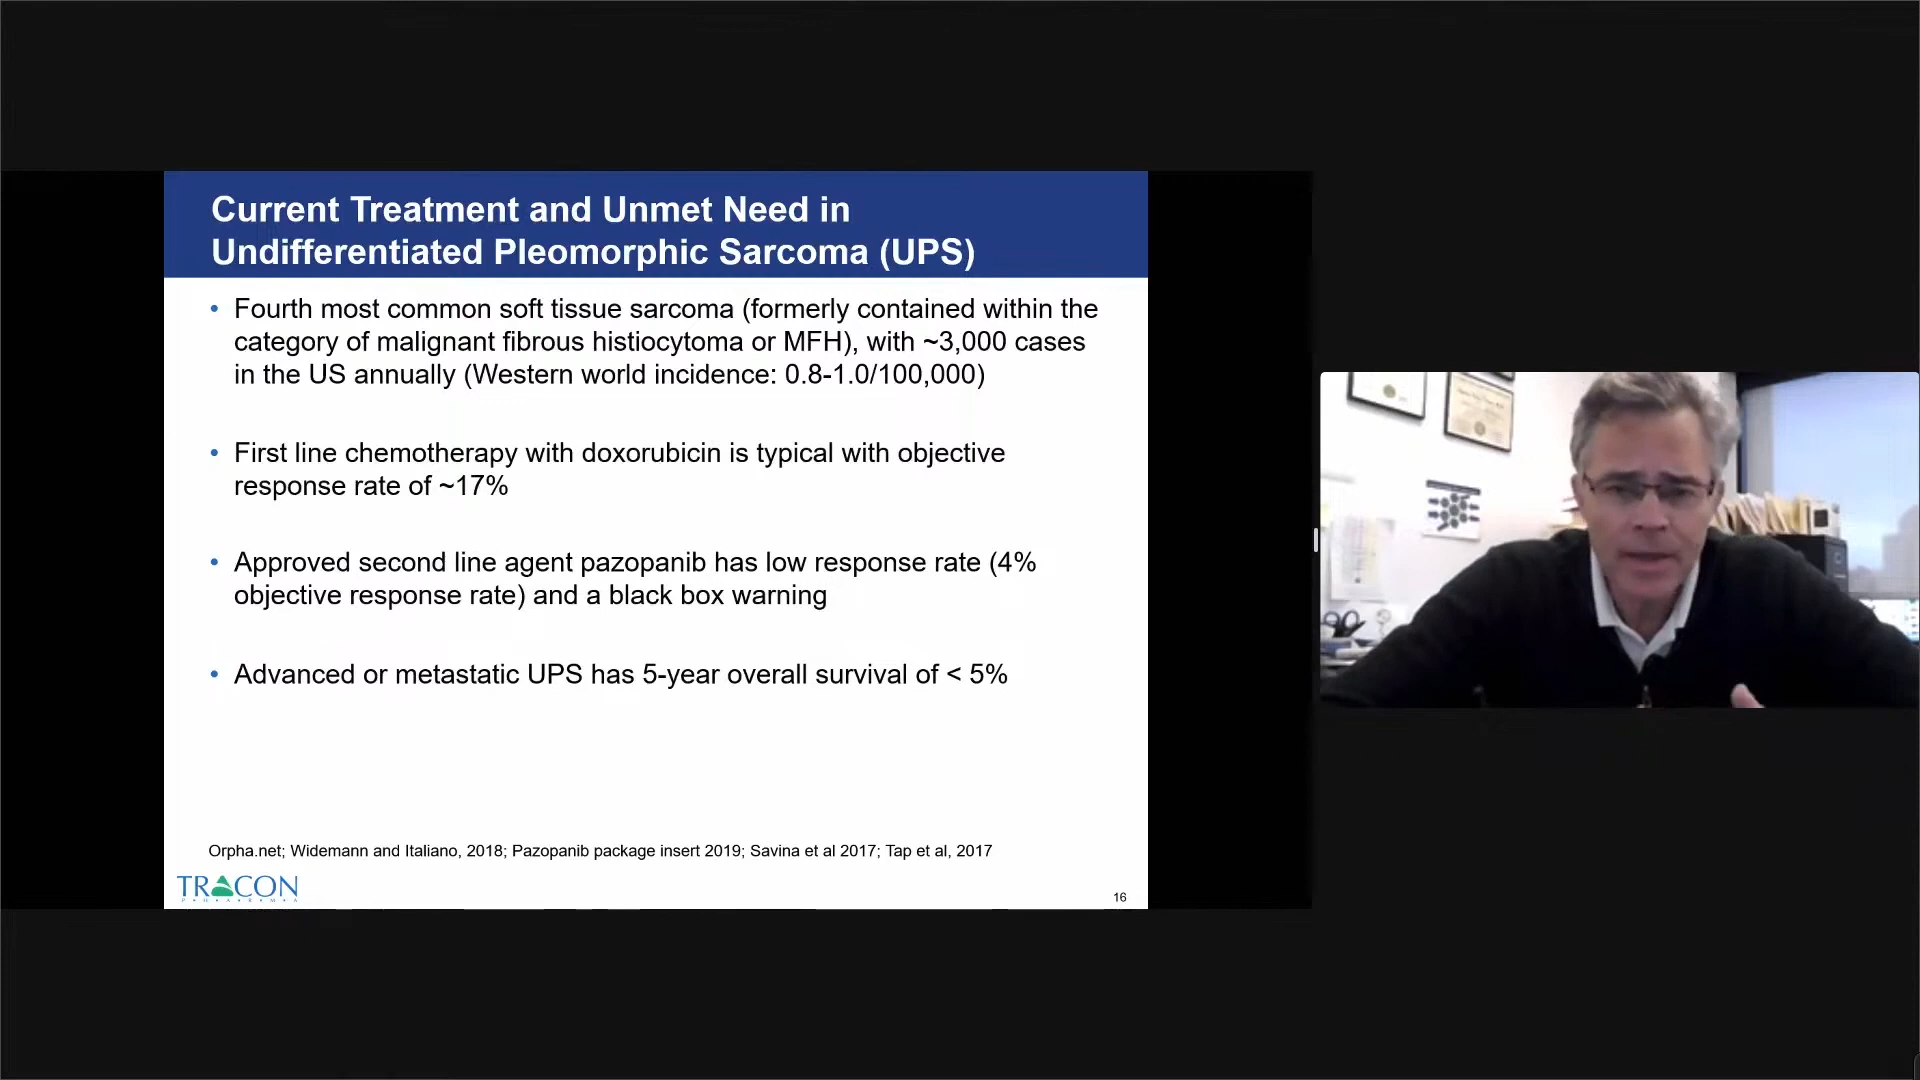 Current Treatment and Unmet Need in
Undifferentiated Pleomorphic Sarcoma (UPS)
• Fourth most common soft tissue sarcoma (formerly contained within the
category of malignant fibrous histiocytoma or MFH), with ~3,000 cases
in the US annually (Western world incidence: 0.8-1.0/100,000)
• First line chemotherapy with doxorubicin is typical with objective
response rate of ~17%
• Approved second line agent pazopanib has low response rate (4%
objective response rate) and a black box warning
• Advanced or metastatic UPS has 5-year overall survival of < 5%
Orpha.net; Widemann and Italiano, 2018; Pazopanib package insert 2019; Savina et al 2017; Tap et al, 2017
TRACON
16